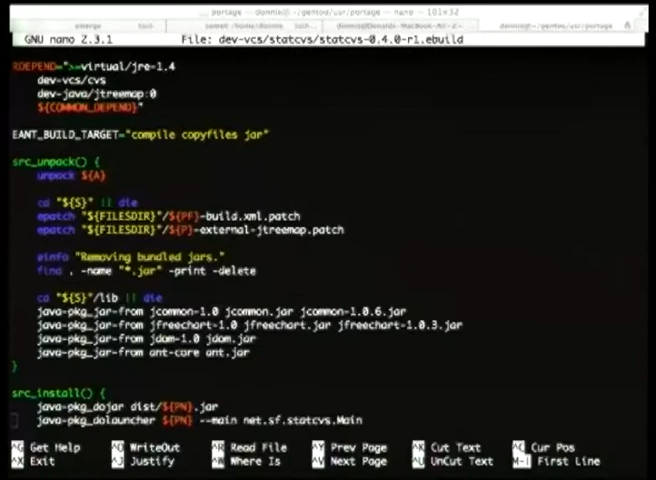 portage — donnie@
GNU nano 2.3.1 File: dev-vcs/statcvs/statcvs-0.4.0-r1.ebuild
RDEPEND=">=virtual/jre-1.4
dev-vcs/cvs
dev-java/jtreemap:0
${COMMON_DEPEND}"
EANT_BUILD_TARGET="compile copyfiles jar"
src_unpack() {
unpack ${A}
cd "${S}" || die
epatch "${FILESDIR}"/${PF}-build.xml.patch
epatch "${FILESDIR}"/${P}-external-jtreemap.patch
einfo "Removing bundled jars."
find . -name "*.jar" -print -delete
cd "${S}"/lib || die
java-pkg_jar-from jcommon-1.0 jcommon.jar jcommon-1.0.6.jar
java-pkg_jar-from jfreechart-1.0 jfreechart.jar jfreechart-1.0.3.jar
java-pkg_jar-from jdom-1.0 jdom.jar
java-pkg_jar-from ant-core ant.jar
}
src_install() {
java-pkg_dojar dist/${PN}.jar
java-pkg_dolauncher ${PN} --main net.sf.statcvs.Main
^G Get Help ^O WriteOut ^R Read File ^Y Prev Page ^K Cut Text ^C Cur Pos
^X Exit ^J Justify ^W Where Is ^V Next Page ^U UnCut Text M-| First Line